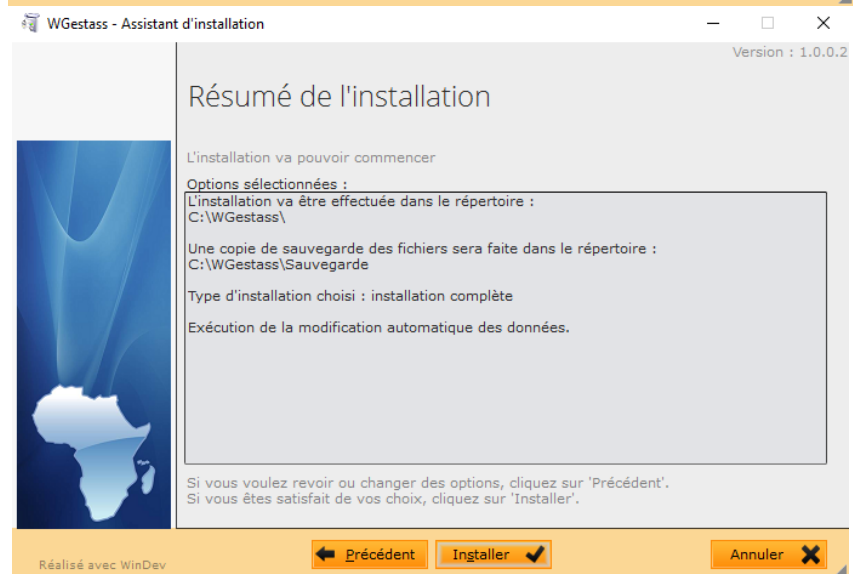 WGestass - Assistant d'installation
Version : 1.0.0.2
Résumé de l'installation
L'installation va pouvoir commencer
Options sélectionnées :
L'installation va être effectuée dans le répertoire :
C:\WGestass\
Une copie de sauvegarde des fichiers sera faite dans le répertoire :
C:\WGestass\Sauvegarde
Type d'installation choisi : installation complète
Exécution de la modification automatique des données.
Si vous voulez revoir ou changer des options, cliquez sur 'Précédent'.
Si vous êtes satisfait de vos choix, cliquez sur 'Installer'.
Réalisé avec WinDev
Précédent
Installer
Annuler